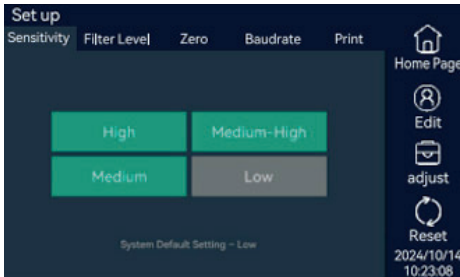 Set up
Sensitivity Filter Level Zero Baudrate Print
Home Page
Edit
High Medium-High
Medium Low
adjust
System Default Setting - Low
Reset
2024/10/14
10:23:08